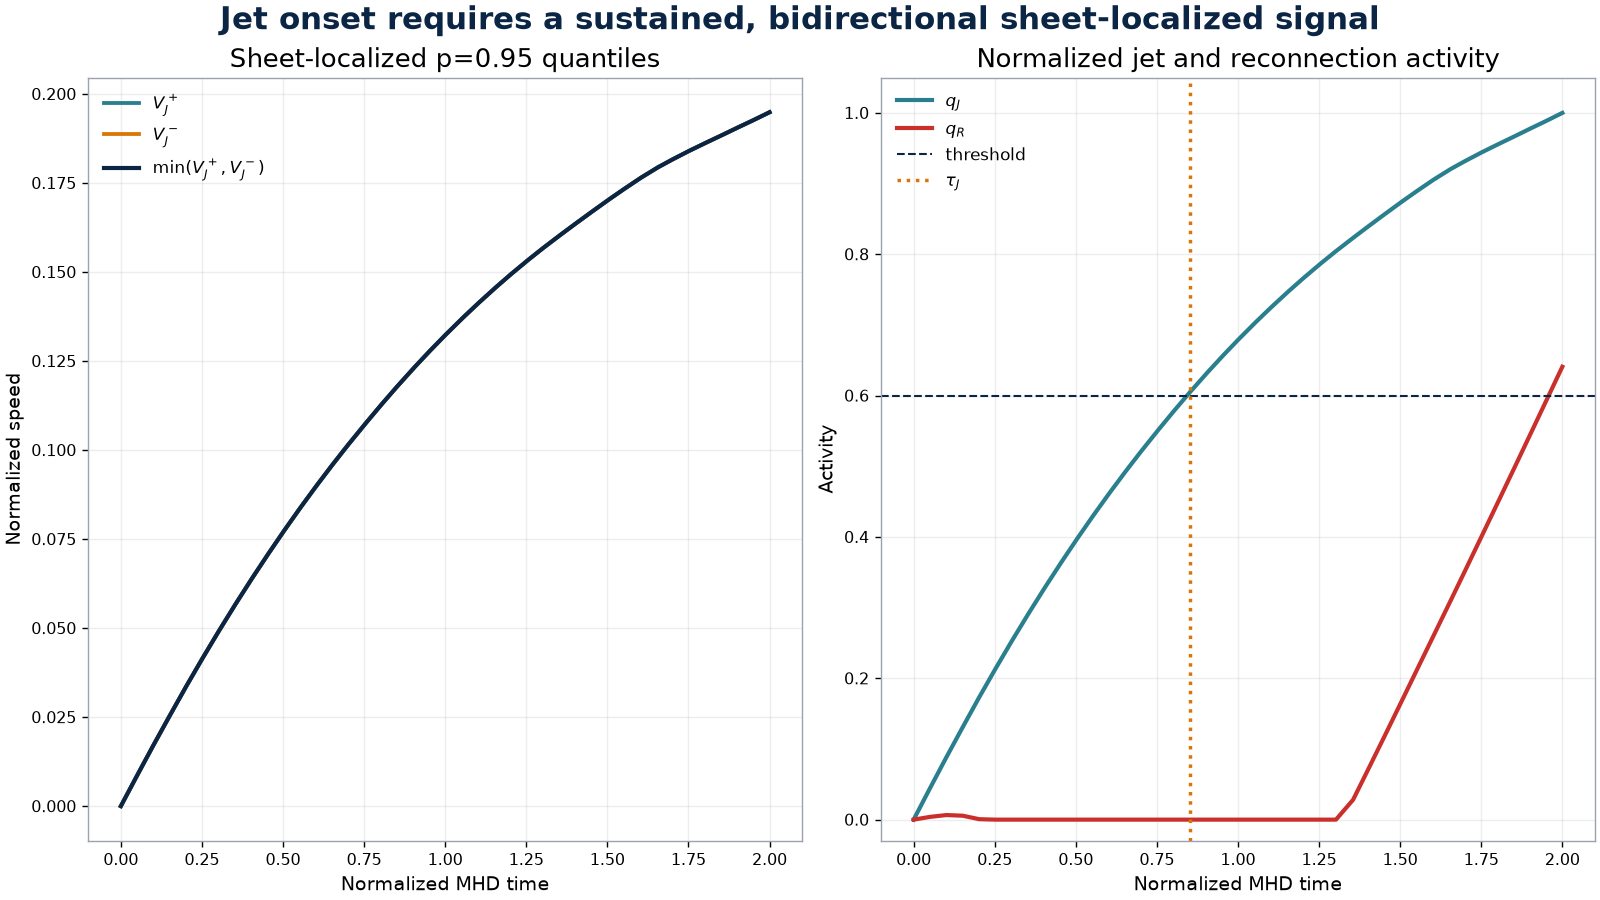 Jet onset requires a sustained, bidirectional sheet-localized signal
Sheet-localized p=0.95 quantiles
V_J^+
V_J^-
min(V_J^+, V_J^-)
0.200
0.175
0.150
0.125
0.100
0.075
0.050
0.025
0.000
Normalized speed
0.00 0.25 0.50 0.75 1.00 1.25 1.50 1.75 2.00
Normalized MHD time
Normalized jet and reconnection activity
q_J
q_R
threshold
τ_J
1.0
0.8
0.6
0.4
0.2
0.0
Activity
0.00 0.25 0.50 0.75 1.00 1.25 1.50 1.75 2.00
Normalized MHD time